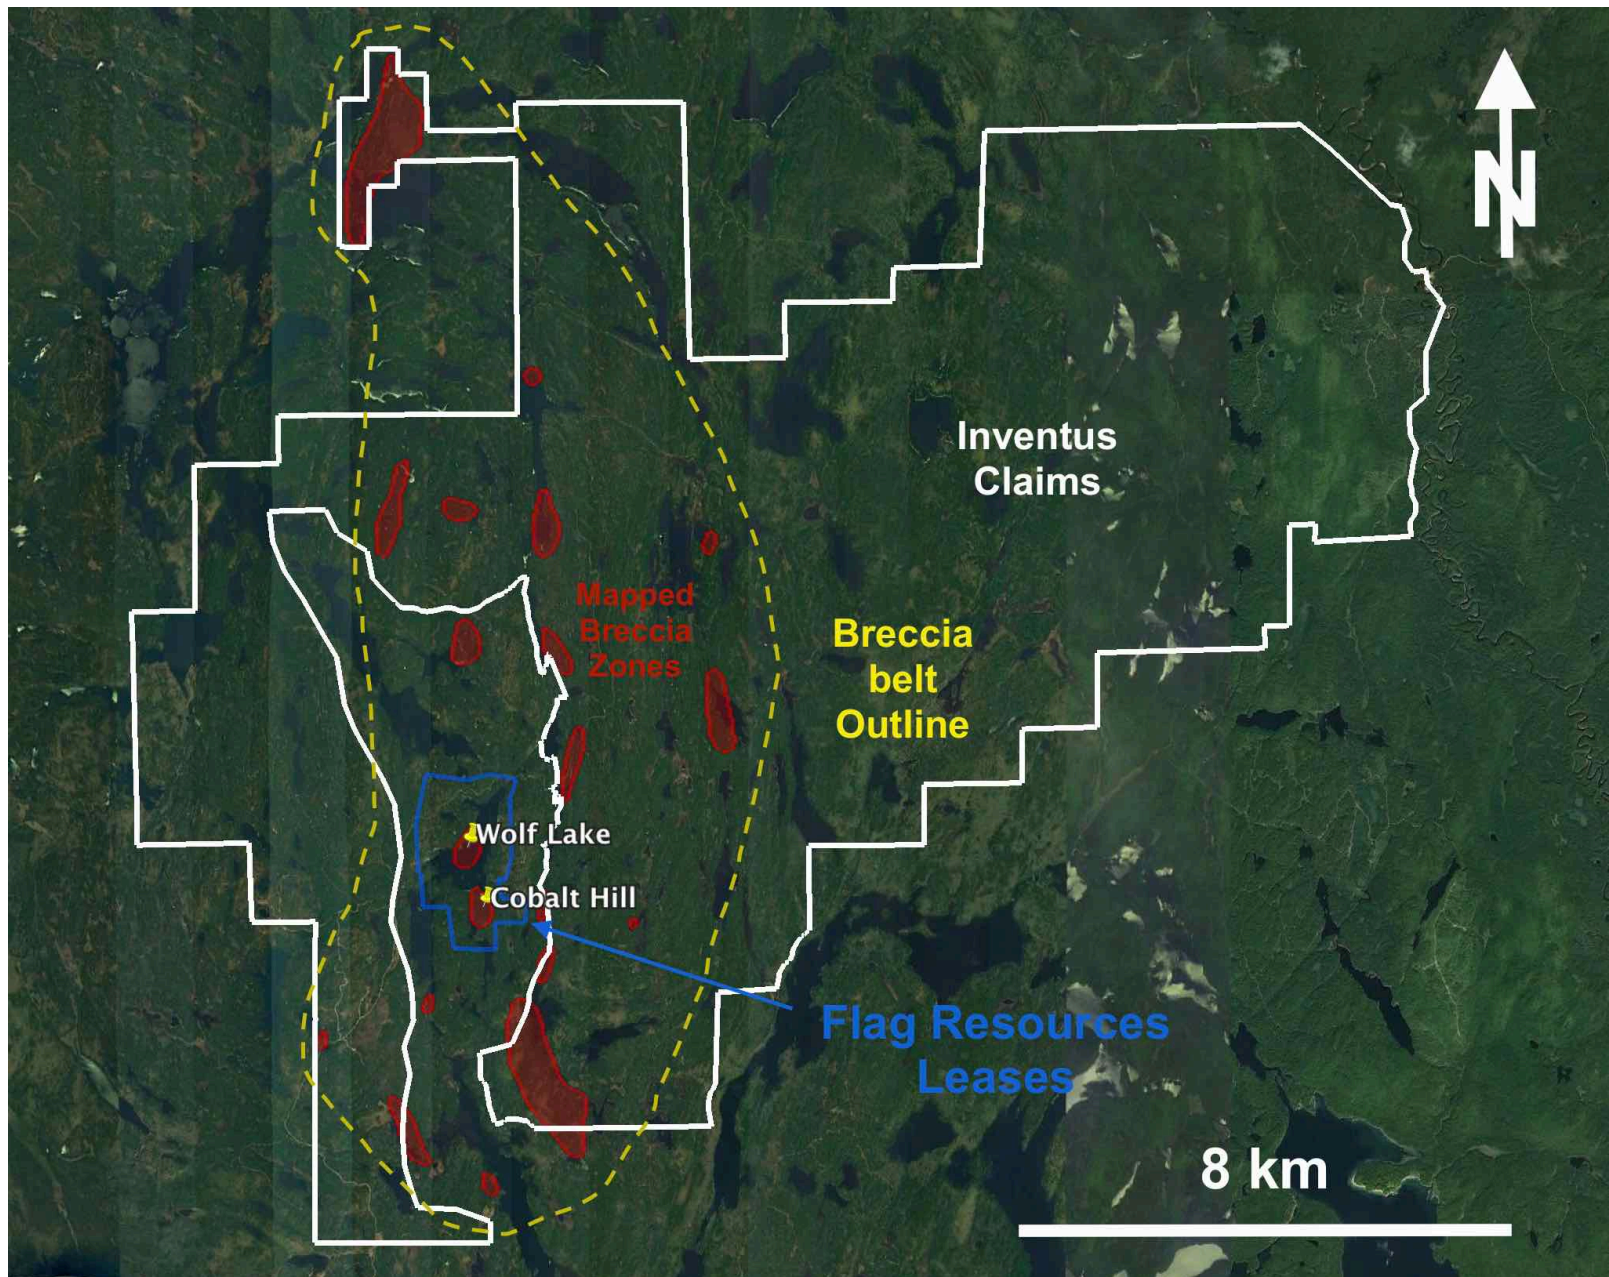 N
Inventus
Claims
Mapped
Breccia
Zones
Breccia
belt
Outline
Wolf Lake
Cobalt Hill
Flag Resources
Leases
8 km